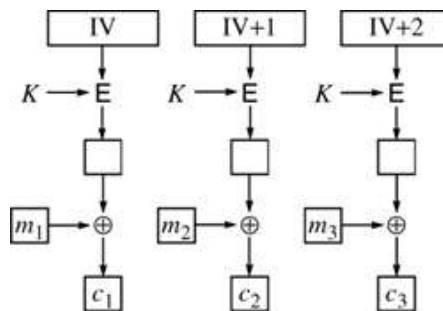 IV IV+1 IV+2
K E K E K E
m₁ ⊕ m₂ ⊕ m₃ ⊕
c₁ c₂ c₃